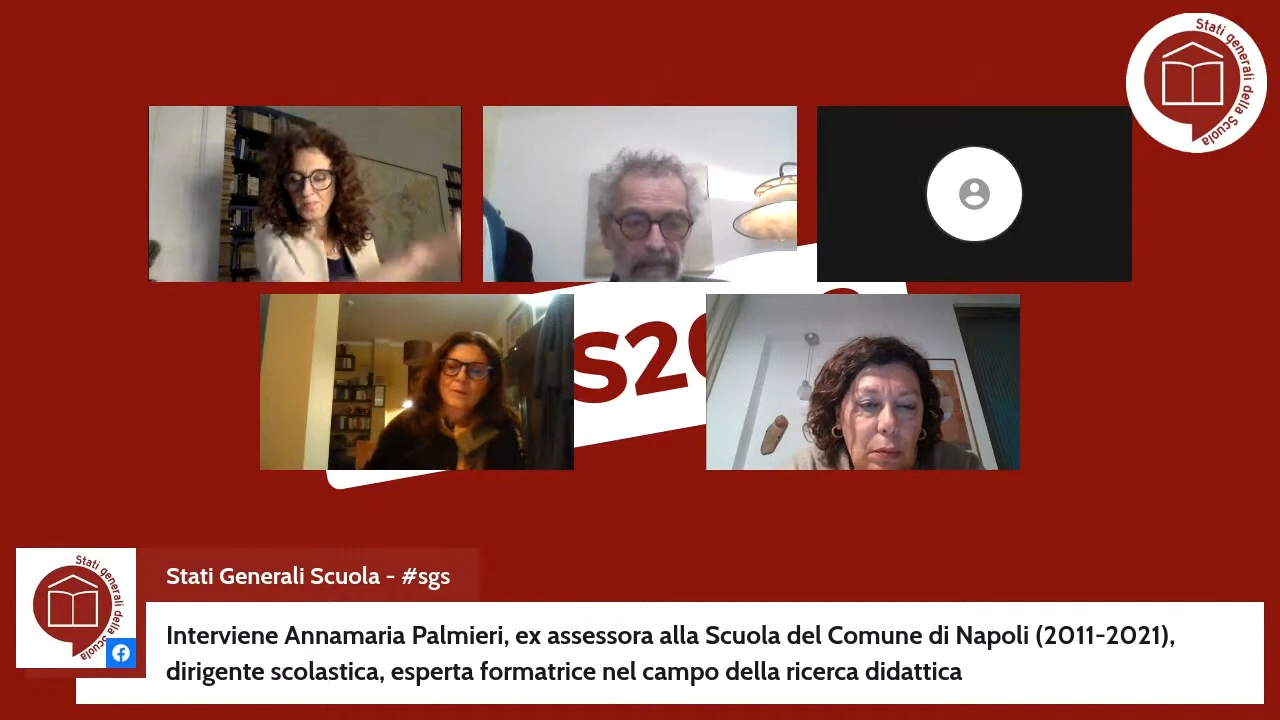 Stati generali della Scuola
s2
Stati generali della Scuola
Stati Generali Scuola - #sgs
Interviene Annamaria Palmieri, ex assessora alla Scuola del Comune di Napoli (2011-2021),
dirigente scolastica, esperta formatrice nel campo della ricerca didattica